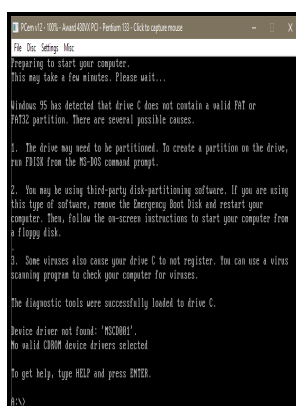 PCem v12 - 100% - Award 430VX PCI - Pentium 133 - Click to capture mouse
File Disc Settings Misc
Preparing to start your computer.
This may take a few minutes. Please wait...
Windows 95 has detected that drive C does not contain a valid FAT or
FAT32 partition. There are several possible causes.
1. The drive may need to be partitioned. To create a partition on the drive,
run FDISK from the MS-DOS command prompt.
2. You may be using third-party disk-partitioning software. If you are using
this type of software, remove the Emergency Boot Disk and restart your
computer. Then, follow the on-screen instructions to start your computer from
a floppy disk.
3. Some viruses also cause your drive C to not register. You can use a virus
scanning program to check your computer for viruses.
The diagnostic tools were successfully loaded to drive C.
Device driver not found: 'MSCD001'.
No valid CDROM device drivers selected
To get help, type HELP and press ENTER.
A:\>